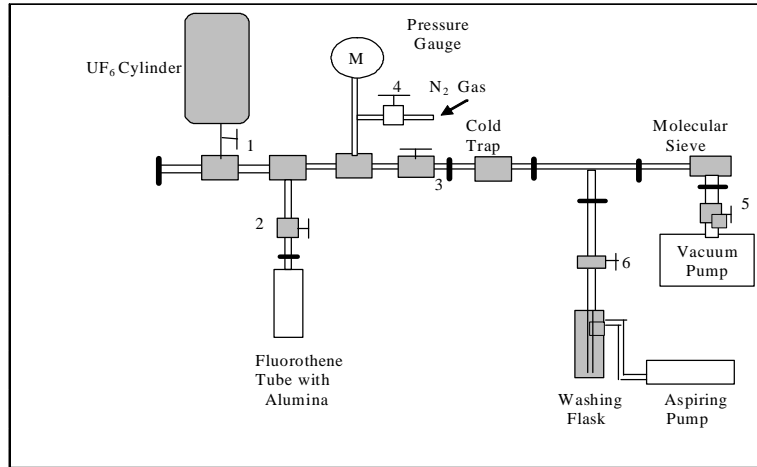 Pressure
Gauge
UF6 Cylinder
M
4
N2 Gas
1
Cold
Trap
Molecular
Sieve
3
2
5
Vacuum
Pump
6
Fluorothene
Tube with
Alumina
Washing
Flask
Aspiring
Pump